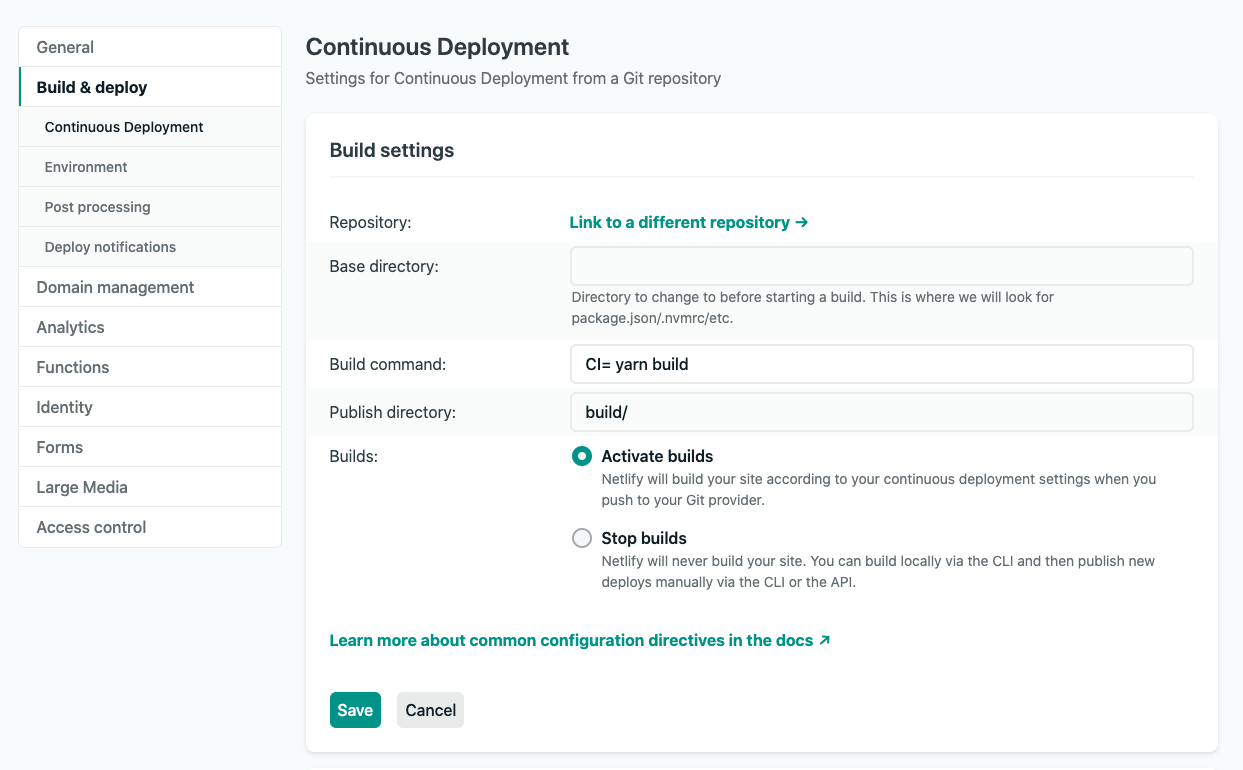 General
Build & deploy
Continuous Deployment
Environment
Post processing
Deploy notifications
Domain management
Analytics
Functions
Identity
Forms
Large Media
Access control
Continuous Deployment
Settings for Continuous Deployment from a Git repository
Build settings
Repository:
Link to a different repository →
Base directory:
Directory to change to before starting a build. This is where we will look for
package.json/.nvmrc/etc.
Build command:
CI= yarn build
Publish directory:
build/
Builds:
Activate builds
Netlify will build your site according to your continuous deployment settings when you
push to your Git provider.
Stop builds
Netlify will never build your site. You can build locally via the CLI and then publish new
deploys manually via the CLI or the API.
Learn more about common configuration directives in the docs ↗
Save
Cancel